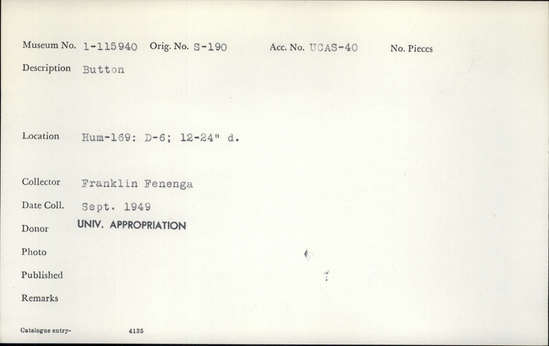 Museum No. 1-115940 Orig. No. S-190 Acc. No. UCAS-40 No. Pieces
Description Button
Location Hum-169: D-6; 12-24" d.
Collector Franklin Fenenga
Date Coll. Sept. 1949
Donor UNIV. APPROPRIATION
Photo
Published
Remarks
Catalogue entry- 4135